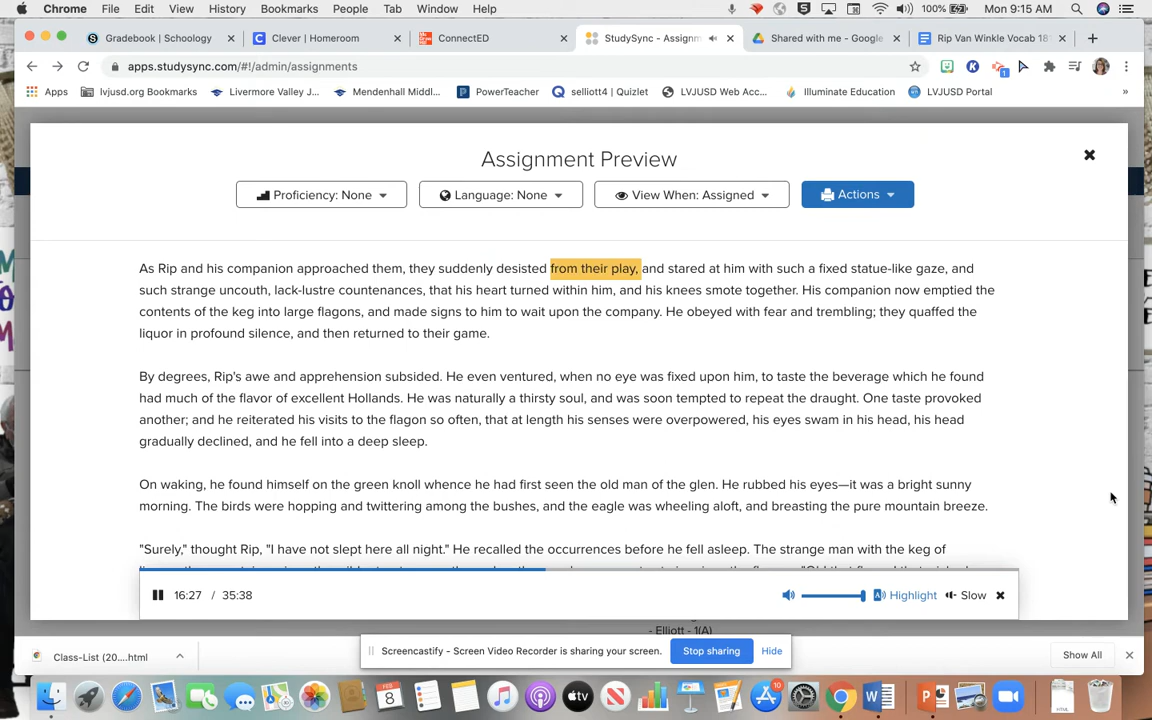 Chrome File Edit View History Bookmarks People Tab Window Help 100% Mon 9:15 AM
Gradebook | Schoology Clever | Homeroom ConnectED StudySync - Assignm Shared with me - Google Rip Van Winkle Vocab 18
apps.studysync.com/#!/admin/assignments
Apps lvjusd.org Bookmarks Livermore Valley J... Mendenhall Middl... PowerTeacher selliott4 | Quizlet LVJUSD Web Acc... Illuminate Education LVJUSD Portal »
Assignment Preview
Proficiency: None Language: None View When: Assigned Actions
As Rip and his companion approached them, they suddenly desisted from their play, and stared at him with such a fixed statue-like gaze, and
such strange uncouth, lack-lustre countenances, that his heart turned within him, and his knees smote together. His companion now emptied the
contents of the keg into large flagons, and made signs to him to wait upon the company. He obeyed with fear and trembling; they quaffed the
liquor in profound silence, and then returned to their game.
By degrees, Rip's awe and apprehension subsided. He even ventured, when no eye was fixed upon him, to taste the beverage which he found
had much of the flavor of excellent Hollands. He was naturally a thirsty soul, and was soon tempted to repeat the draught. One taste provoked
another; and he reiterated his visits to the flagon so often, that at length his senses were overpowered, his eyes swam in his head, his head
gradually declined, and he fell into a deep sleep.
On waking, he found himself on the green knoll whence he had first seen the old man of the glen. He rubbed his eyes—it was a bright sunny
morning. The birds were hopping and twittering among the bushes, and the eagle was wheeling aloft, and breasting the pure mountain breeze.
"Surely," thought Rip, "I have not slept here all night." He recalled the occurrences before he fell asleep. The strange man with the keg of
16:27 / 35:38 Highlight Slow
- Elliott - 1(A)
Screencastify - Screen Video Recorder is sharing your screen. Stop sharing Hide
Class-List (20....html Show All
FEB 8 10